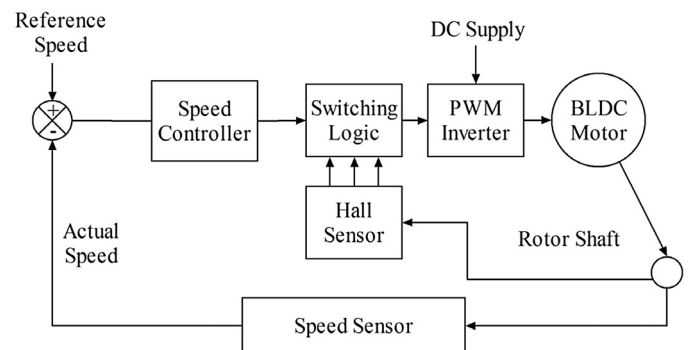 Reference
Speed
DC Supply
+
-
Speed
Controller
Switching
Logic
PWM
Inverter
BLDC
Motor
Hall
Sensor
Actual
Speed
Rotor Shaft
Speed Sensor